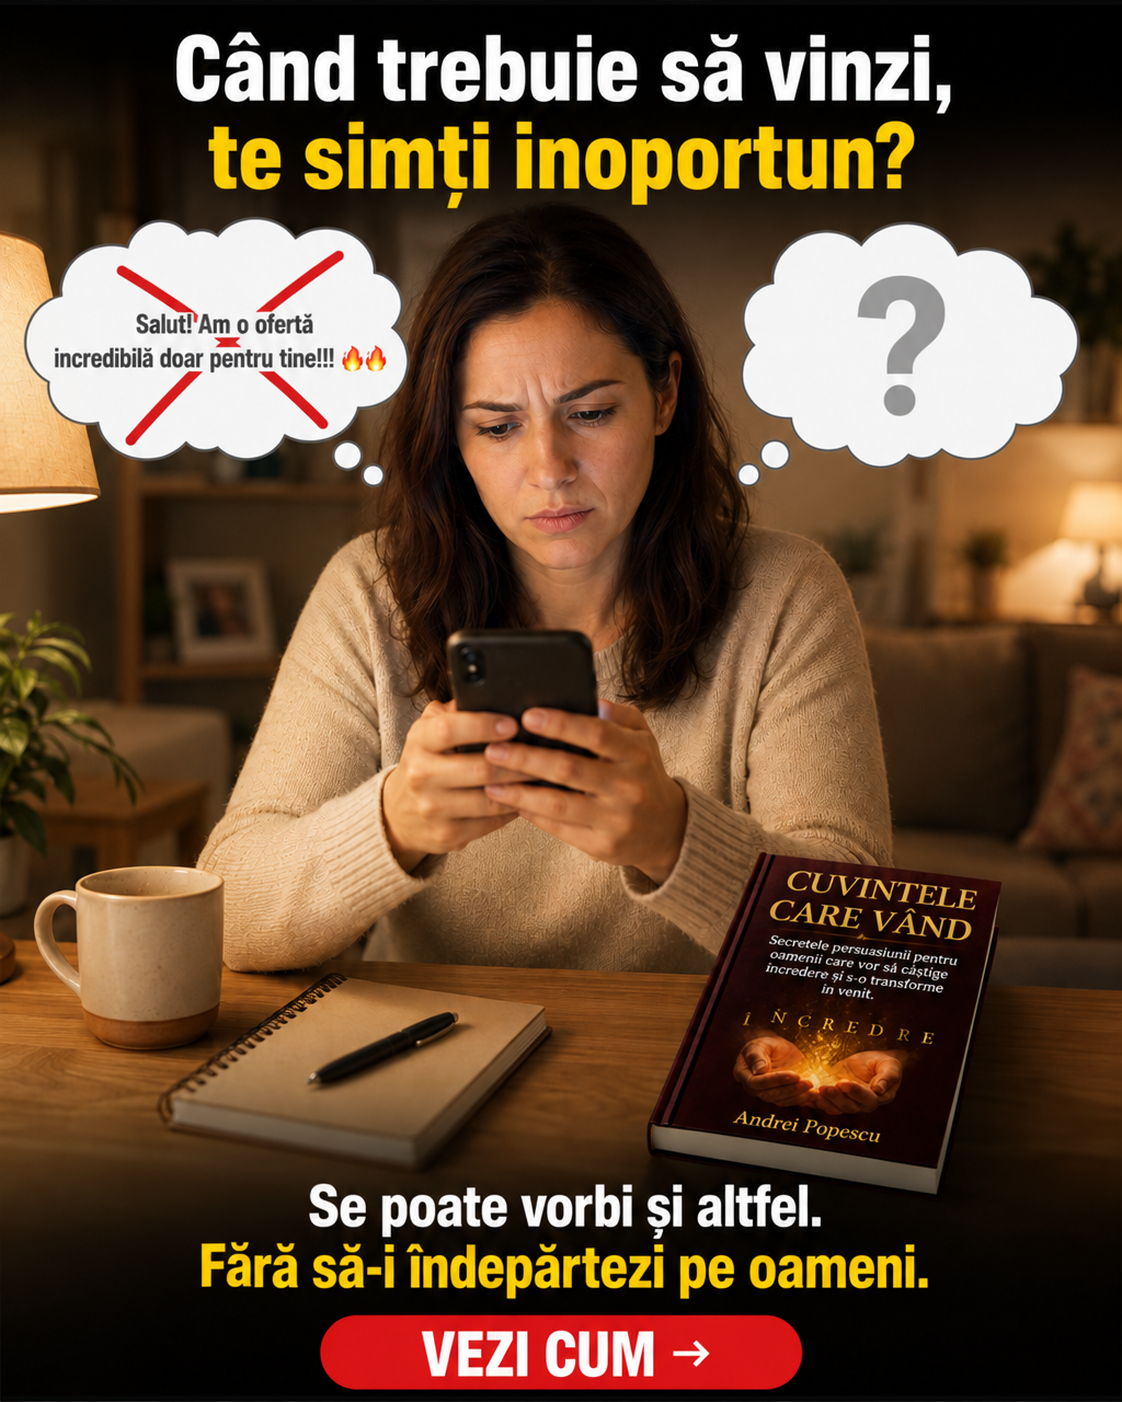 Când trebuie să vinzi,
te simți inoportun?
Salut! Am o ofertă
incredibilă doar pentru tine!!! 🔥🔥
?
CUVINTELE
CARE VÂND
Secretele persuasiunii pentru
oamenii care vor să câștige
încredere și s-o transforme
in venit.
ÎNCREDRE
Andrei Popescu
Se poate vorbi și altfel.
Fără să-i îndepărtezi pe oameni.
VEZI CUM →